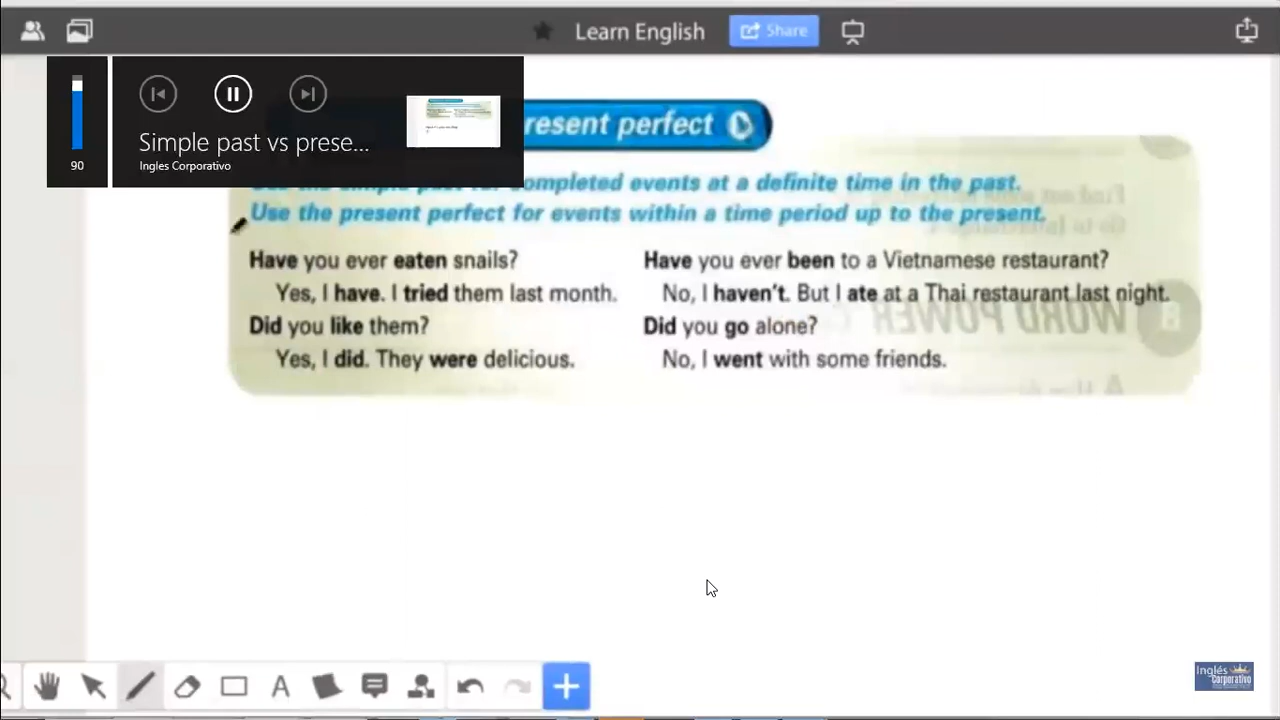 Learn English
Share
90
Simple past vs prese...
Ingles Corporativo
resent perfect
completed events at a definite time in the past.
Use the present perfect for events within a time period up to the present.
Have you ever eaten snails?
Yes, I have. I tried them last month.
Did you like them?
Yes, I did. They were delicious.
Have you ever been to a Vietnamese restaurant?
No, I haven't. But I ate at a Thai restaurant last night.
Did you go alone?
No, I went with some friends.
WORD POWER
A
Inglés
Corporativo